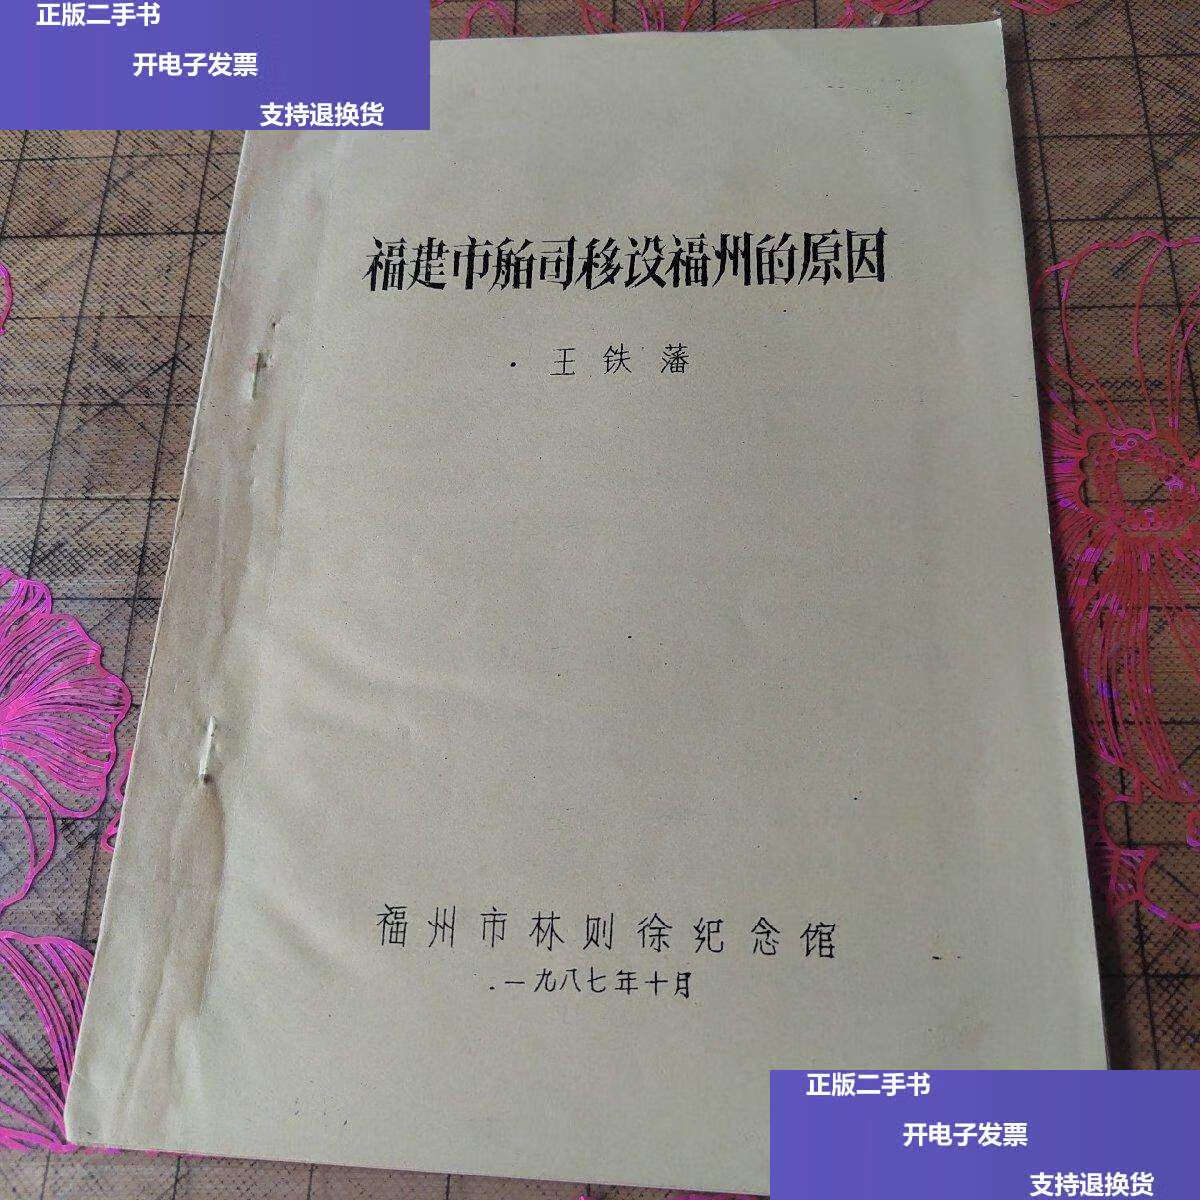 正版二手书
开电子发票
支持退换货
福建市舶司移设福州的原因
王铁藩
福州市林则徐纪念馆
一九八七年十月
正版二手书
开电子发票
支持退换货